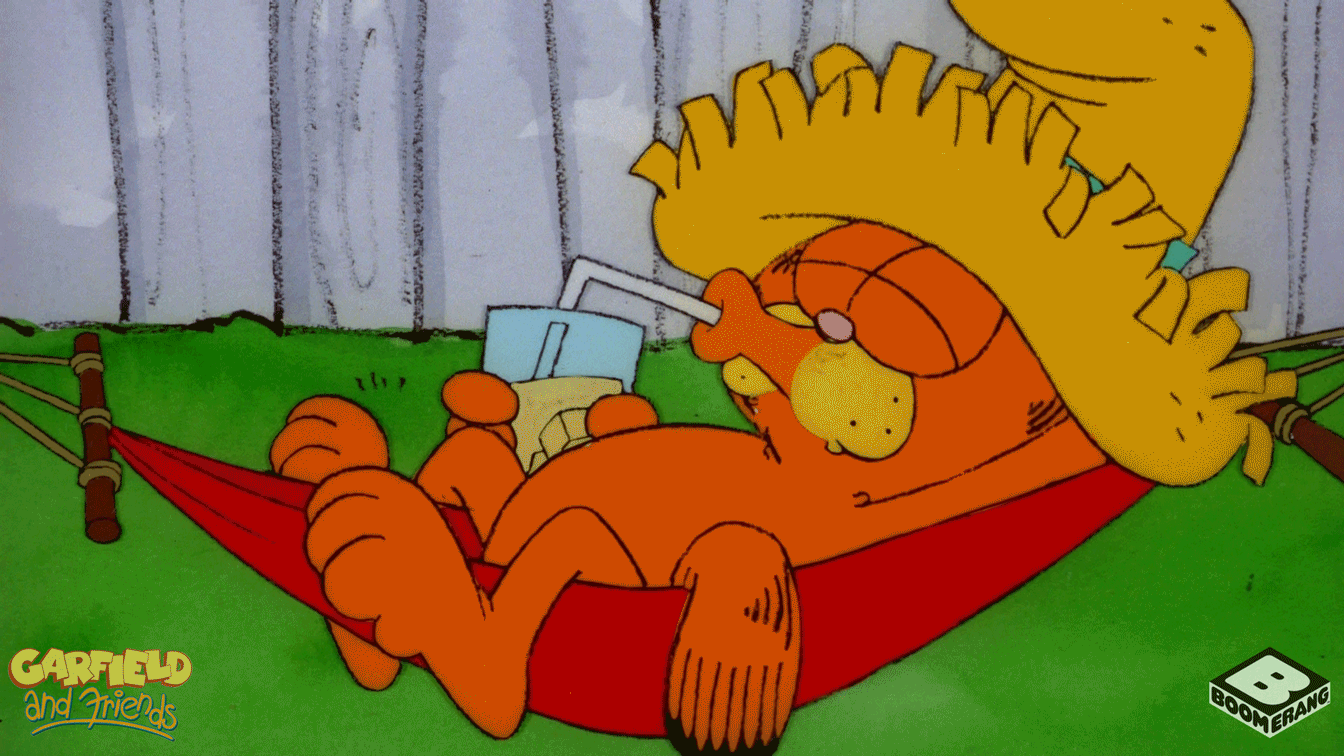 GARFIELD
and Friends
B
BOOMERANG